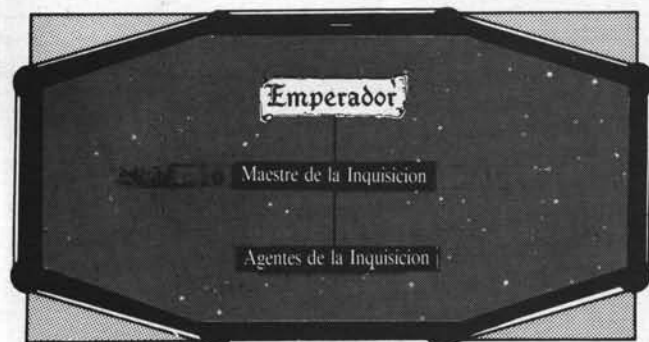 Emperador
Maestre de la Inquisicion
Agentes de la Inquisicion